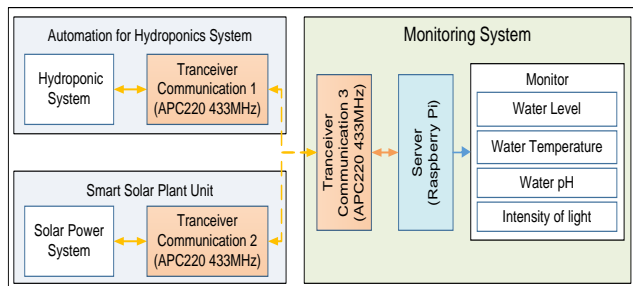 Automation for Hydroponics System
Hydroponic
System
Tranceiver
Communication 1
(APC220 433MHz)
Smart Solar Plant Unit
Solar Power
System
Tranceiver
Communication 2
(APC220 433MHz)
Monitoring System
Tranceiver
Communication 3
(APC220 433MHz)
Server
(Raspberry Pi)
Monitor
Water Level
Water Temperature
Water pH
Intensity of light